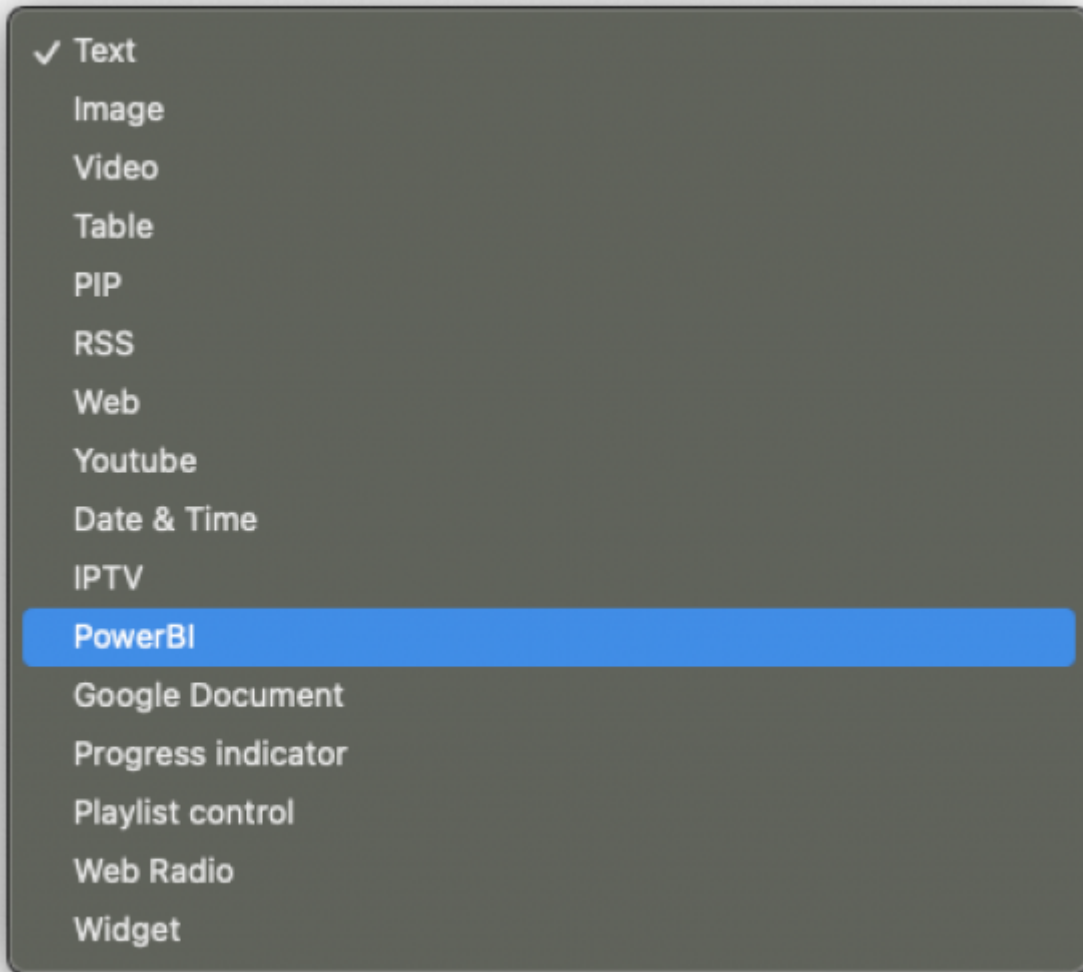 Text
Image
Video
Table
PIP
RSS
Web
Youtube
Date & Time
IPTV
PowerBI
Google Document
Progress indicator
Playlist control
Web Radio
Widget